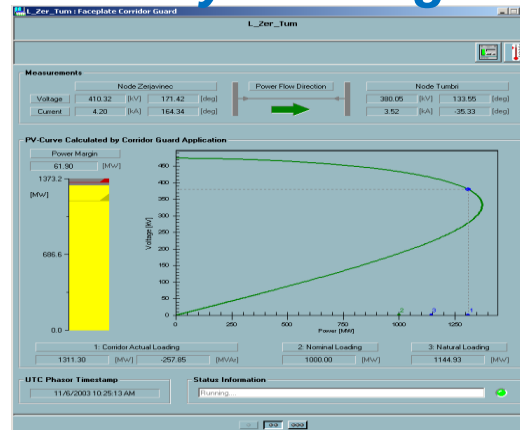 L_Zer_Tum : Faceplate Corridor Guard
L_Zer_Tum
Measurements
Node Zerjavinec Power Flow Direction Node Tumbri
Voltage 410.32 [kV] 171.42 [deg] 380.05 [kV] 133.55 [deg]
Current 4.20 [kA] 164.34 [deg] 3.52 [kA] -35.33 [deg]
PV-Curve Calculated by Corridor Guard Application
Power Margin
61.90 [MW]
1373.2
[MW]
686.6
0.0
Voltage [kV]
450
400
350
300
250
200
150
100
50
0
0 250 500 750 1000 1250
2 3 1
Power [MW]
1: Corridor Actual Loading 2: Nominal Loading 3: Natural Loading
1311.30 [MW] -257.85 [MVAr] 1000.00 [MW] 1144.93 [MW]
UTC Phasor Timestamp Status Information
11/6/2003 10:25:13 AM Running...